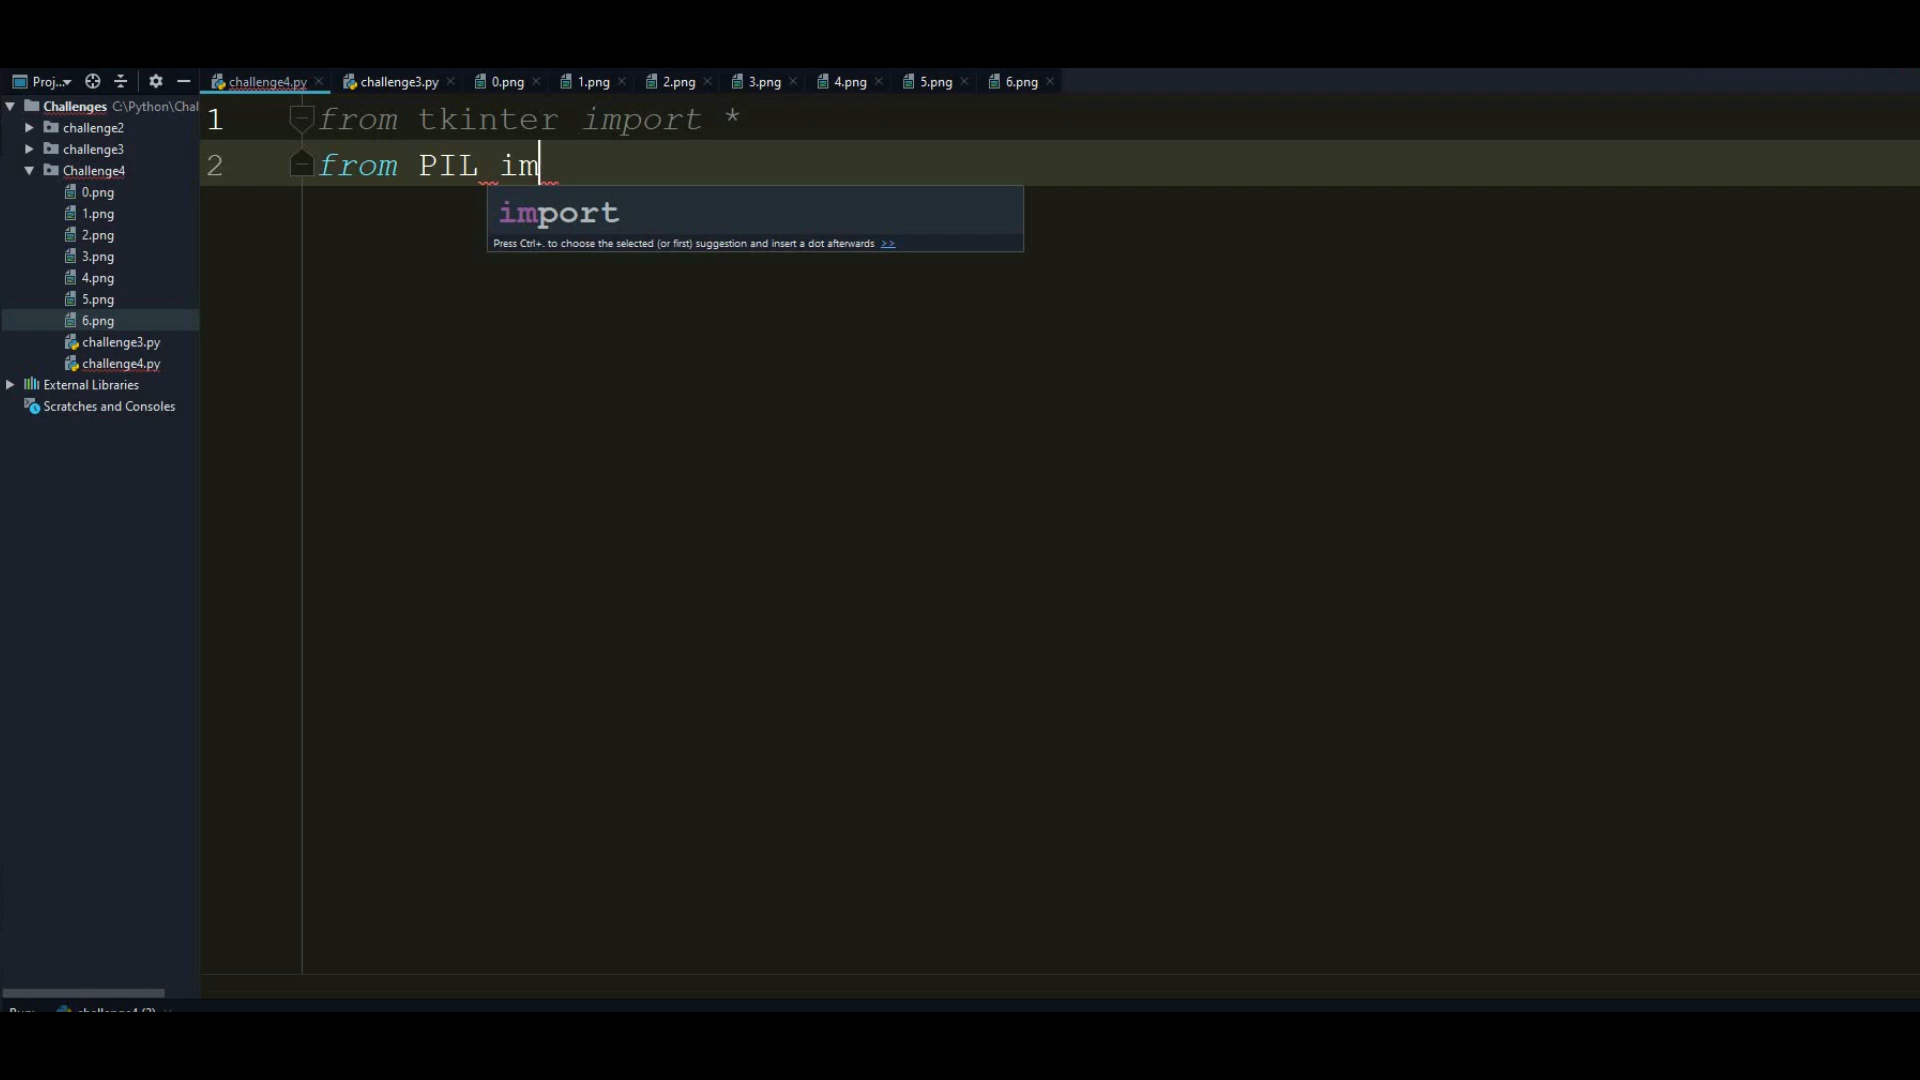 Proj...
challenge4.py
challenge3.py
0.png
1.png
2.png
3.png
4.png
5.png
6.png
Challenges C:\Python\Chal
challenge2
challenge3
Challenge4
0.png
1.png
2.png
3.png
4.png
5.png
6.png
challenge3.py
challenge4.py
External Libraries
Scratches and Consoles
1 from tkinter import *
2 from PIL im
import
Press Ctrl+. to choose the selected (or first) suggestion and insert a dot afterwards >>